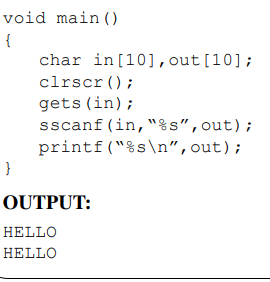 void main()
{
    char in[10],out[10];
    clrscr();
    gets(in);
    sscanf(in,“%s”,out);
    printf(“%s\n”,out);
}
OUTPUT:
HELLO
HELLO